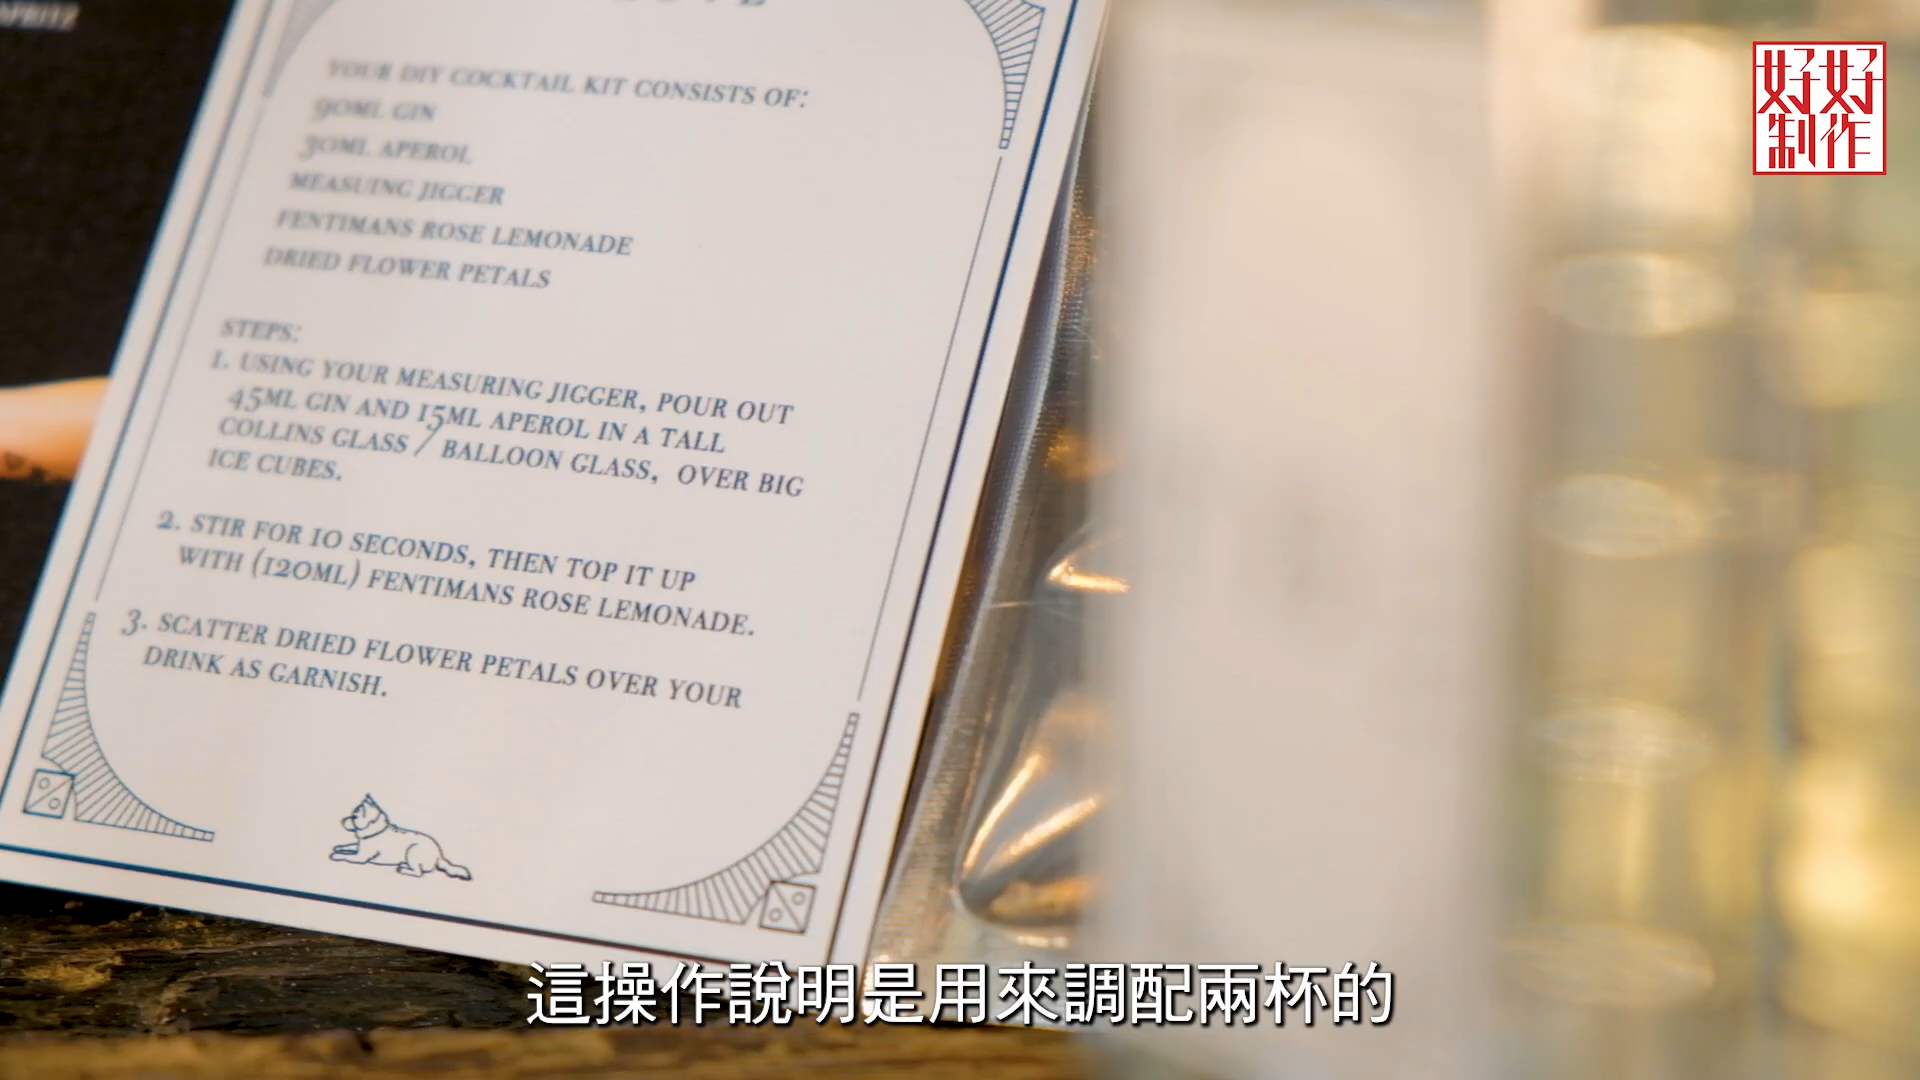 SPRITZ
好好
制作
YOUR DIY COCKTAIL KIT CONSISTS OF:
90ML GIN
30ML APEROL
MEASUING JIGGER
FENTIMANS ROSE LEMONADE
DRIED FLOWER PETALS
STEPS:
1. USING YOUR MEASURING JIGGER, POUR OUT
45ML GIN AND 15ML APEROL IN A TALL
COLLINS GLASS / BALLOON GLASS, OVER BIG
ICE CUBES.
2. STIR FOR 10 SECONDS, THEN TOP IT UP
WITH (120ML) FENTIMANS ROSE LEMONADE.
3. SCATTER DRIED FLOWER PETALS OVER YOUR
DRINK AS GARNISH.
這操作說明是用來調配兩杯的